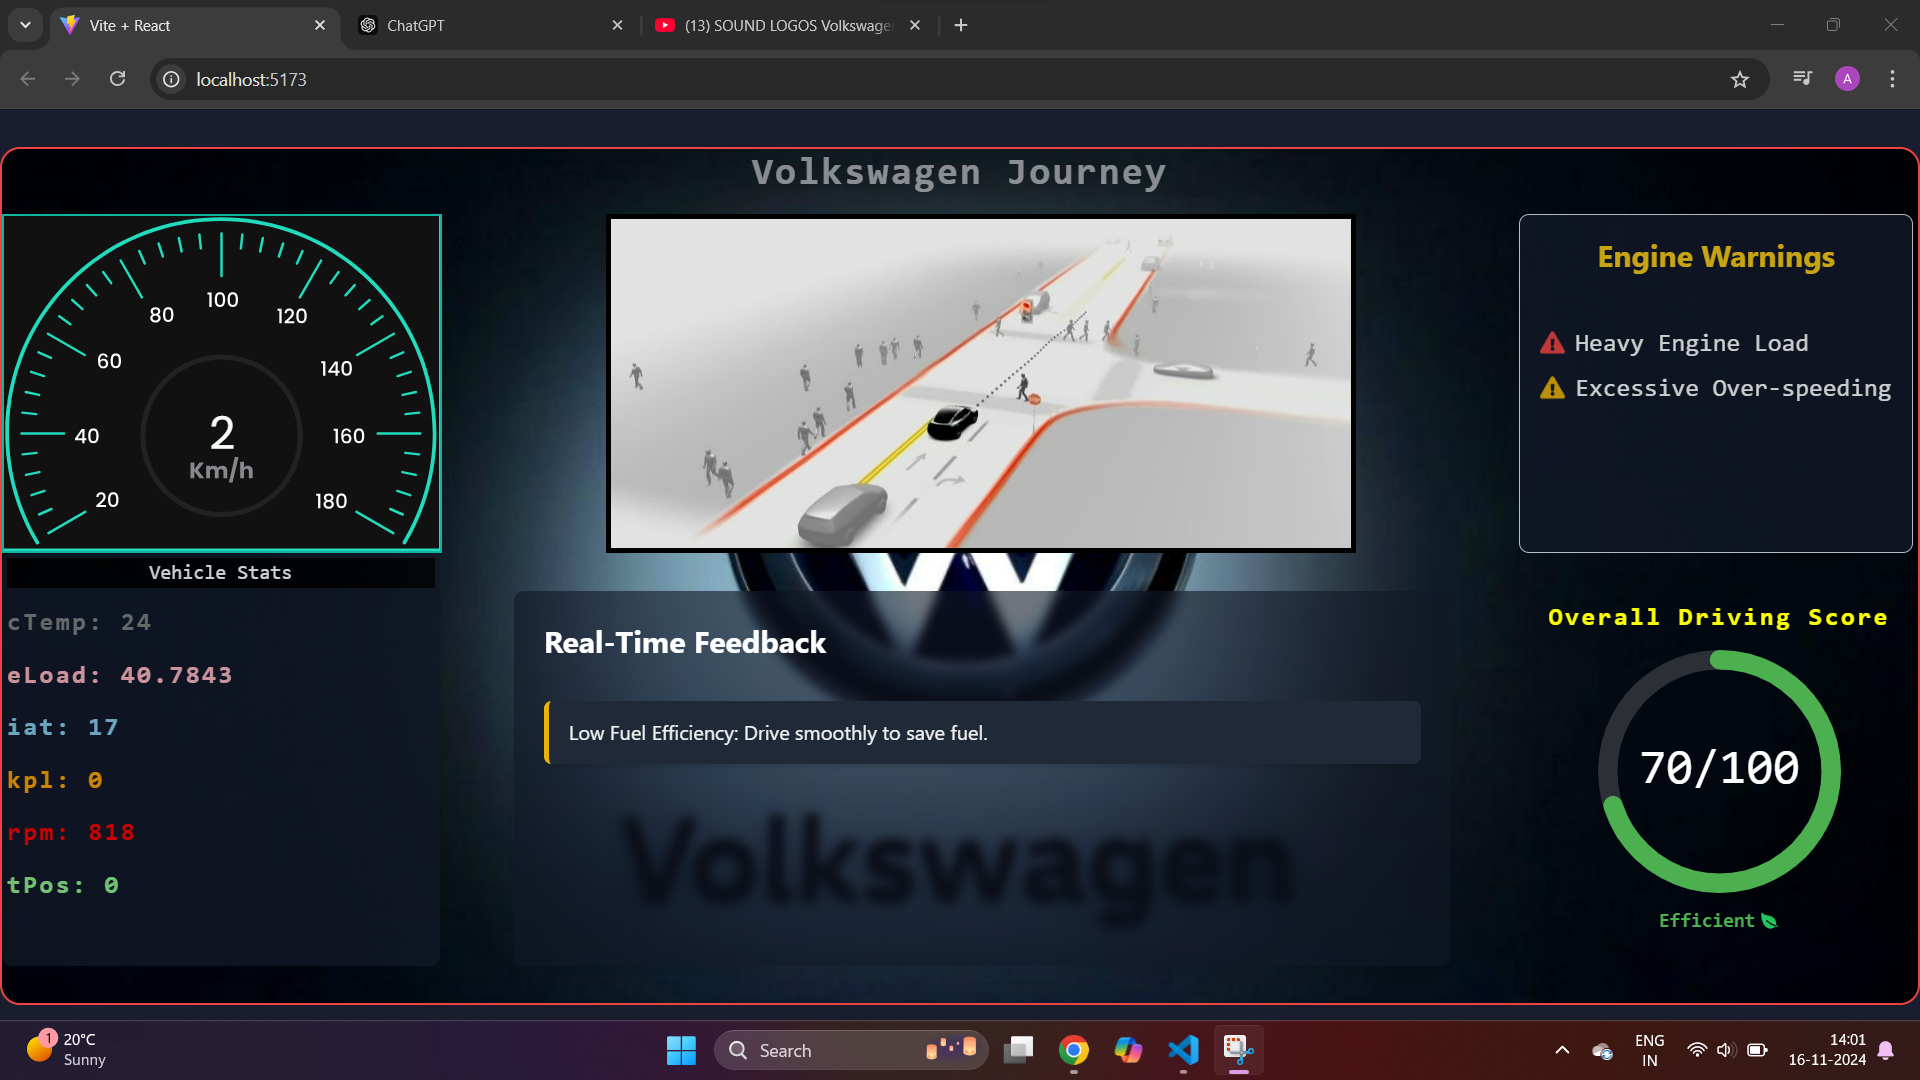 Vite + React
ChatGPT
(13) SOUND LOGOS Volkswage
localhost:5173
A
Volkswagen Journey
20
40
60
80
100
120
140
160
180
2
Km/h
Vehicle Stats
cTemp: 24
eLoad: 40.7843
iat: 17
kpl: 0
rpm: 818
tPos: 0
Real-Time Feedback
Low Fuel Efficiency: Drive smoothly to save fuel.
Volkswagen
Engine Warnings
Heavy Engine Load
Excessive Over-speeding
Overall Driving Score
70/100
Efficient
1
20°C
Sunny
Search
ENG
IN
14:01
16-11-2024